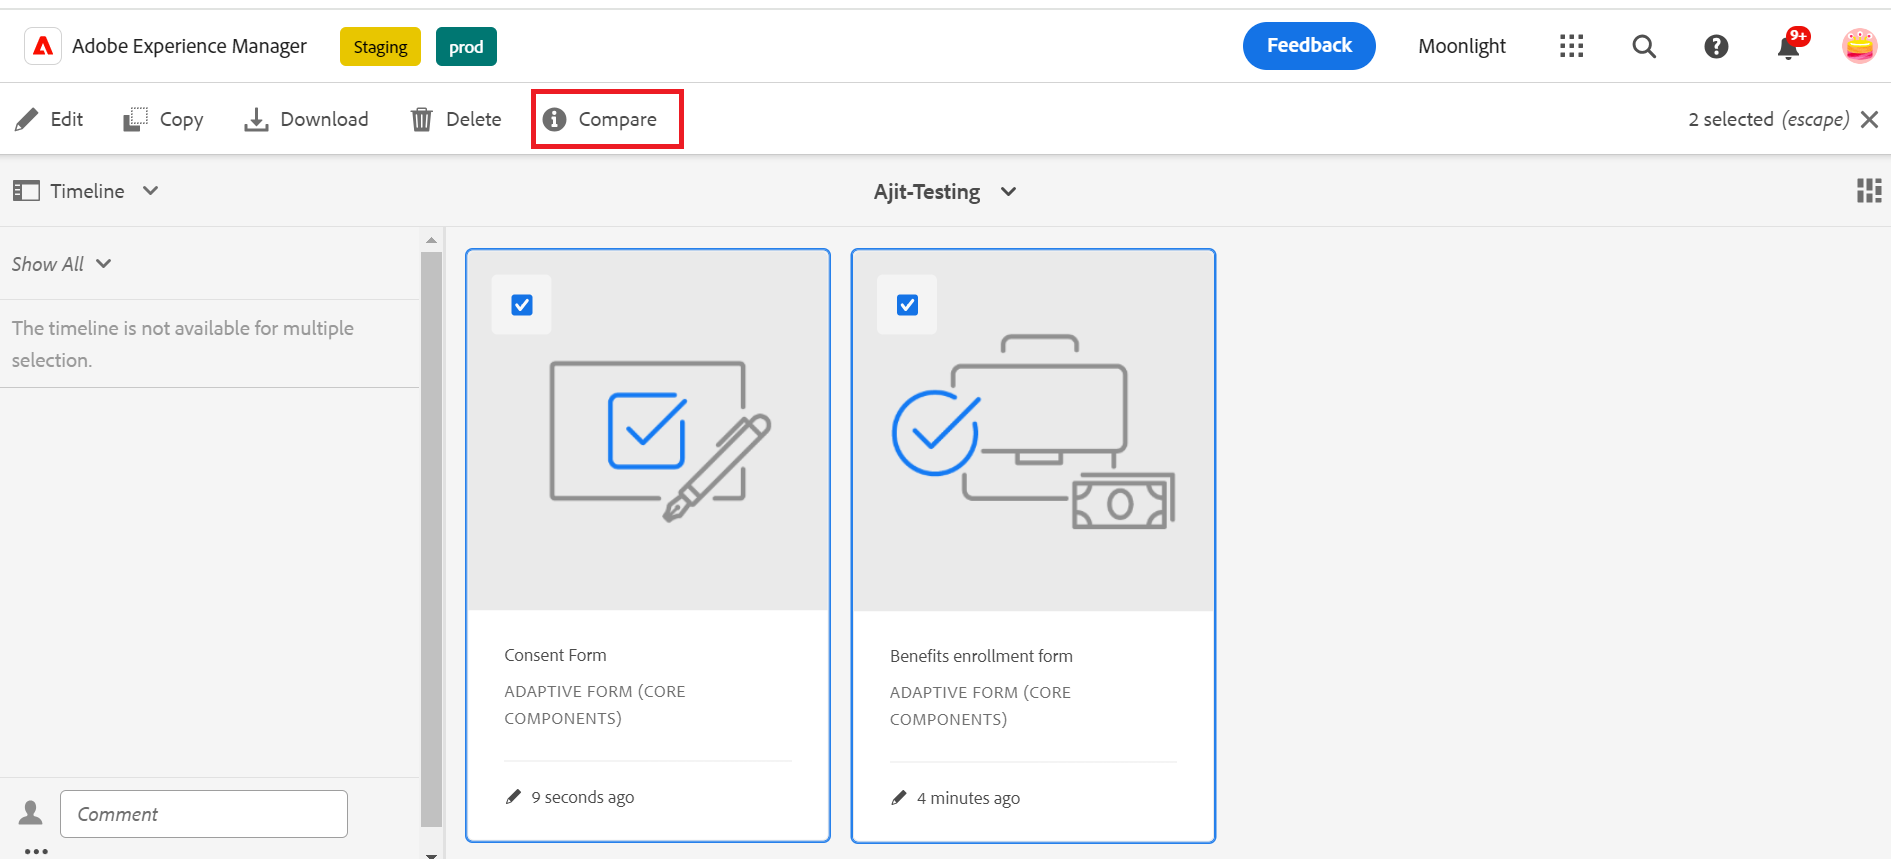 Adobe Experience Manager Staging prod Feedback Moonlight 9+
Edit Copy Download Delete Compare 2 selected (escape)
Timeline Ajit-Testing
Show All
The timeline is not available for multiple
selection.
Consent Form
ADAPTIVE FORM (CORE
COMPONENTS)
9 seconds ago
Benefits enrollment form
ADAPTIVE FORM (CORE
COMPONENTS)
4 minutes ago
Comment